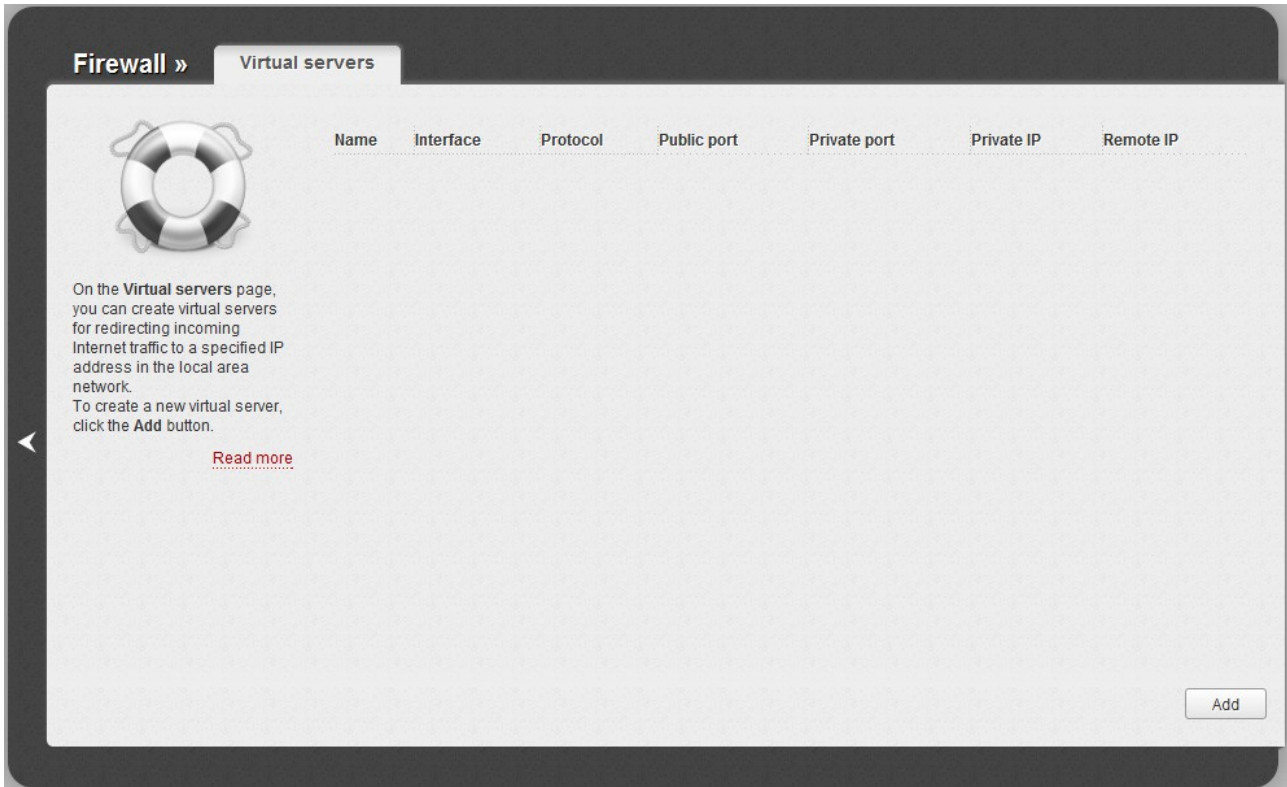 Firewall »
Virtual servers
Name Interface Protocol Public port Private port Private IP Remote IP
On the Virtual servers page,
you can create virtual servers
for redirecting incoming
Internet traffic to a specified IP
address in the local area
network.
To create a new virtual server,
click the Add button.
Read more
Add